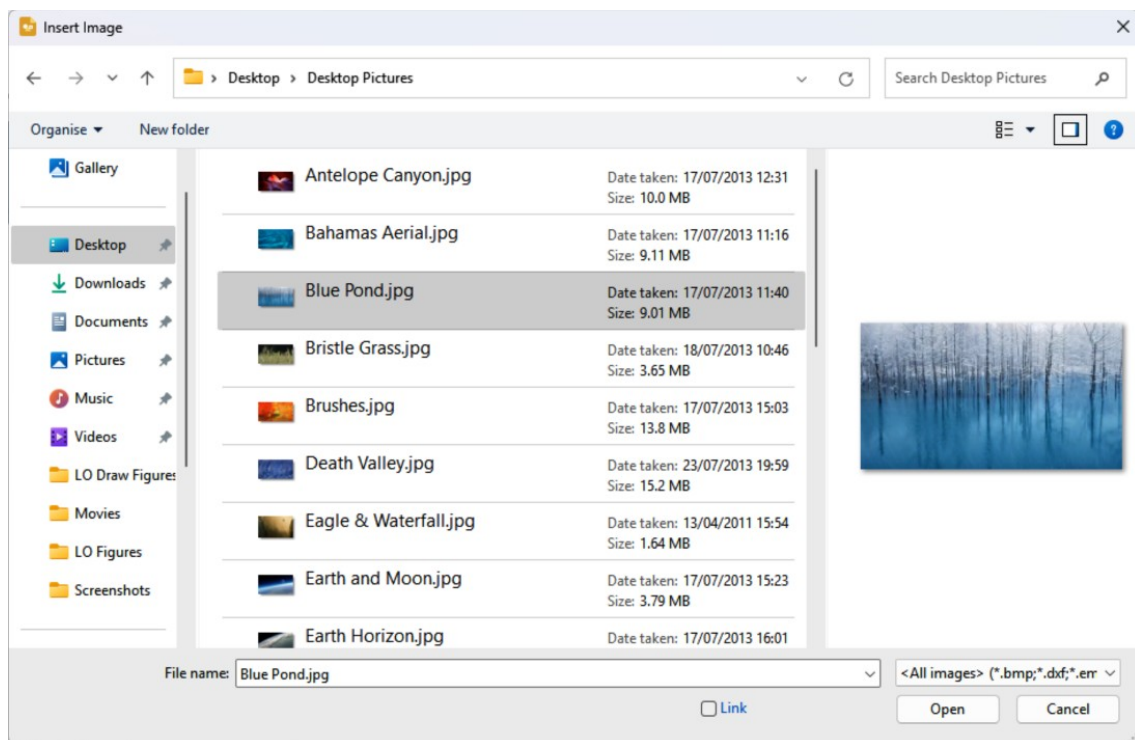 Insert Image
Desktop > Desktop Pictures
Search Desktop Pictures
Organise
New folder
Gallery
Desktop
Downloads
Documents
Pictures
Music
Videos
LO Draw Figures
Movies
LO Figures
Screenshots
Antelope Canyon.jpg
Date taken: 17/07/2013 12:31
Size: 10.0 MB
Bahamas Aerial.jpg
Date taken: 17/07/2013 11:16
Size: 9.11 MB
Blue Pond.jpg
Date taken: 17/07/2013 11:40
Size: 9.01 MB
Bristle Grass.jpg
Date taken: 18/07/2013 10:46
Size: 3.65 MB
Brushes.jpg
Date taken: 17/07/2013 15:03
Size: 13.8 MB
Death Valley.jpg
Date taken: 23/07/2013 19:59
Size: 15.2 MB
Eagle & Waterfall.jpg
Date taken: 13/04/2011 15:54
Size: 1.64 MB
Earth and Moon.jpg
Date taken: 17/07/2013 15:23
Size: 3.79 MB
Earth Horizon.jpg
Date taken: 17/07/2013 16:01
File name: Blue Pond.jpg
<All images> (*.bmp;*.dxf;*.em
Link
Open
Cancel